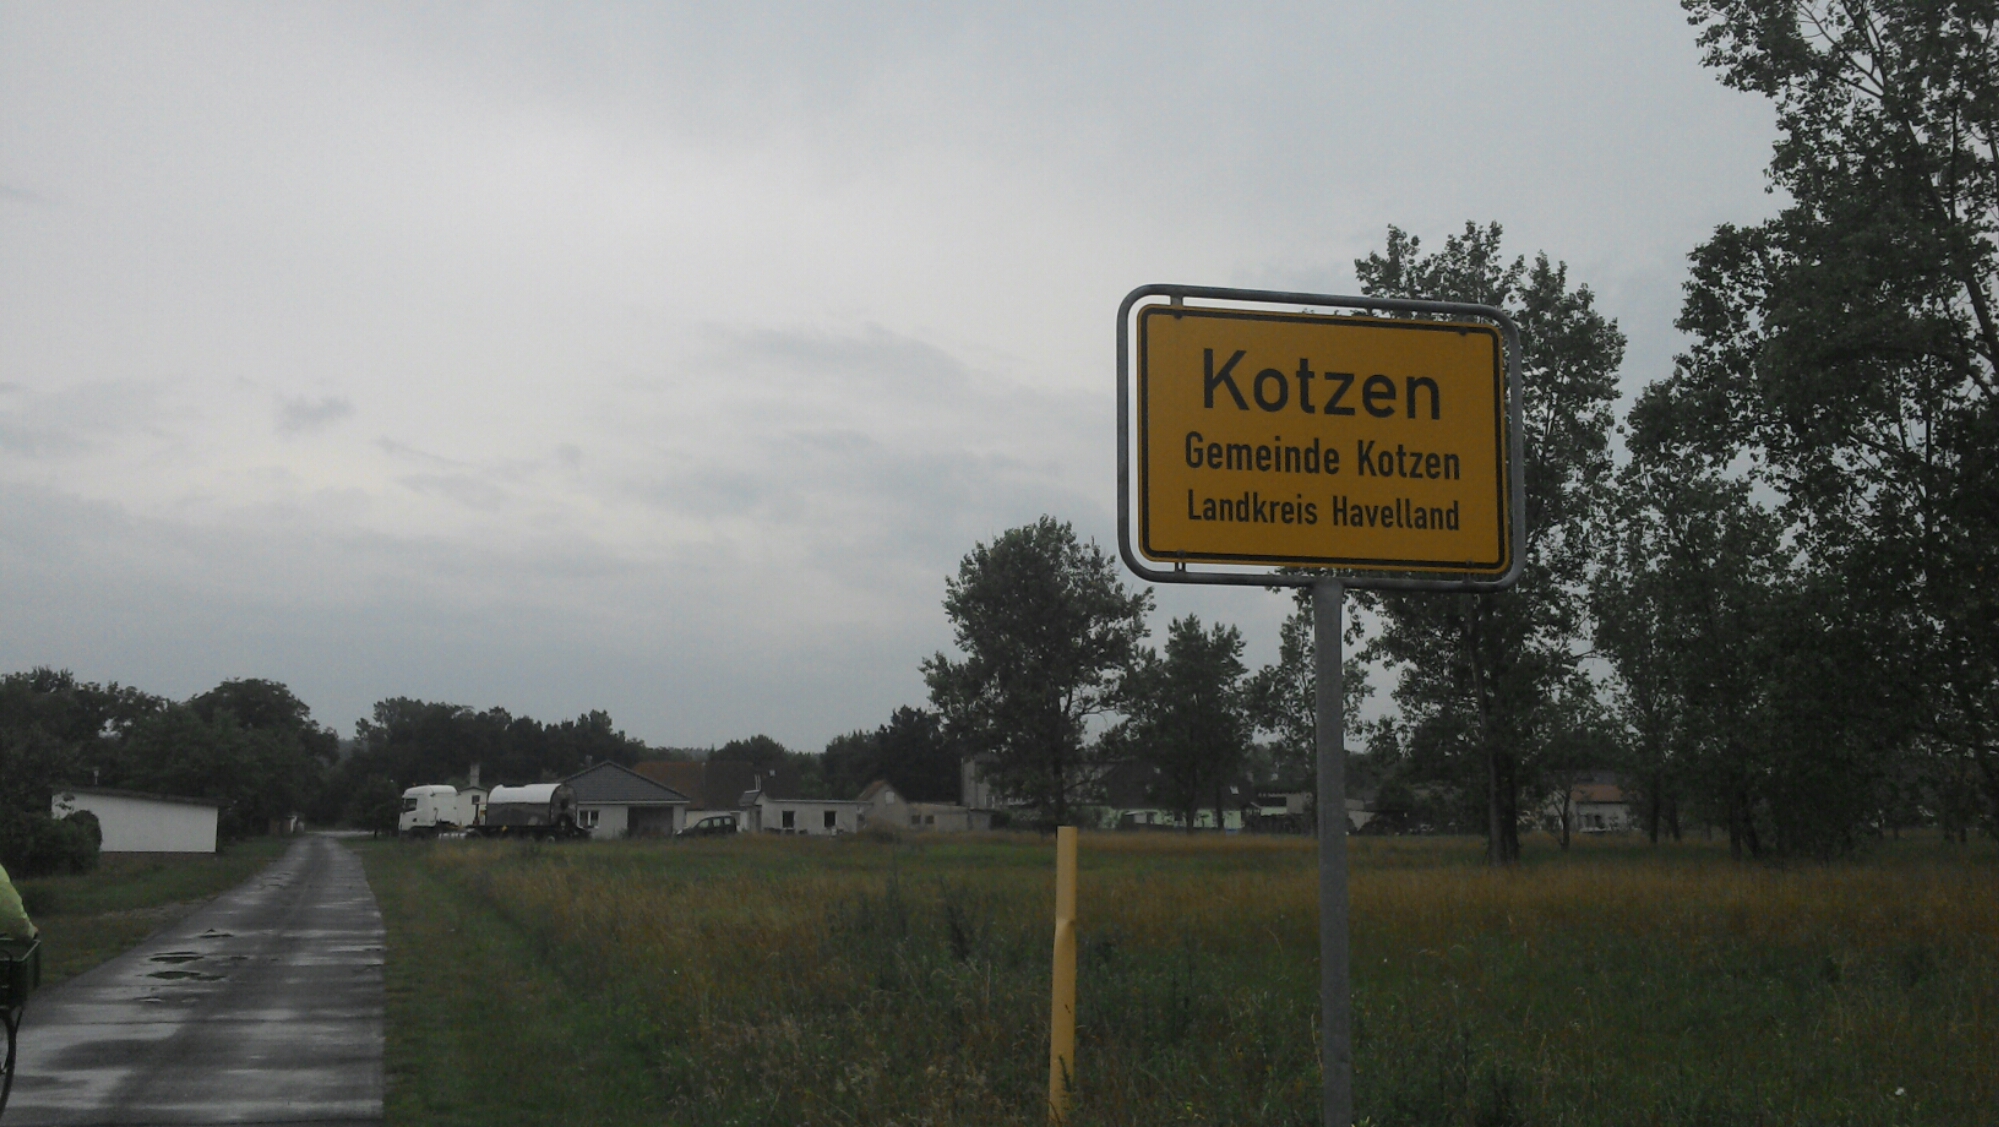 Kotzen
Gemeinde Kotzen
Landkreis Havelland